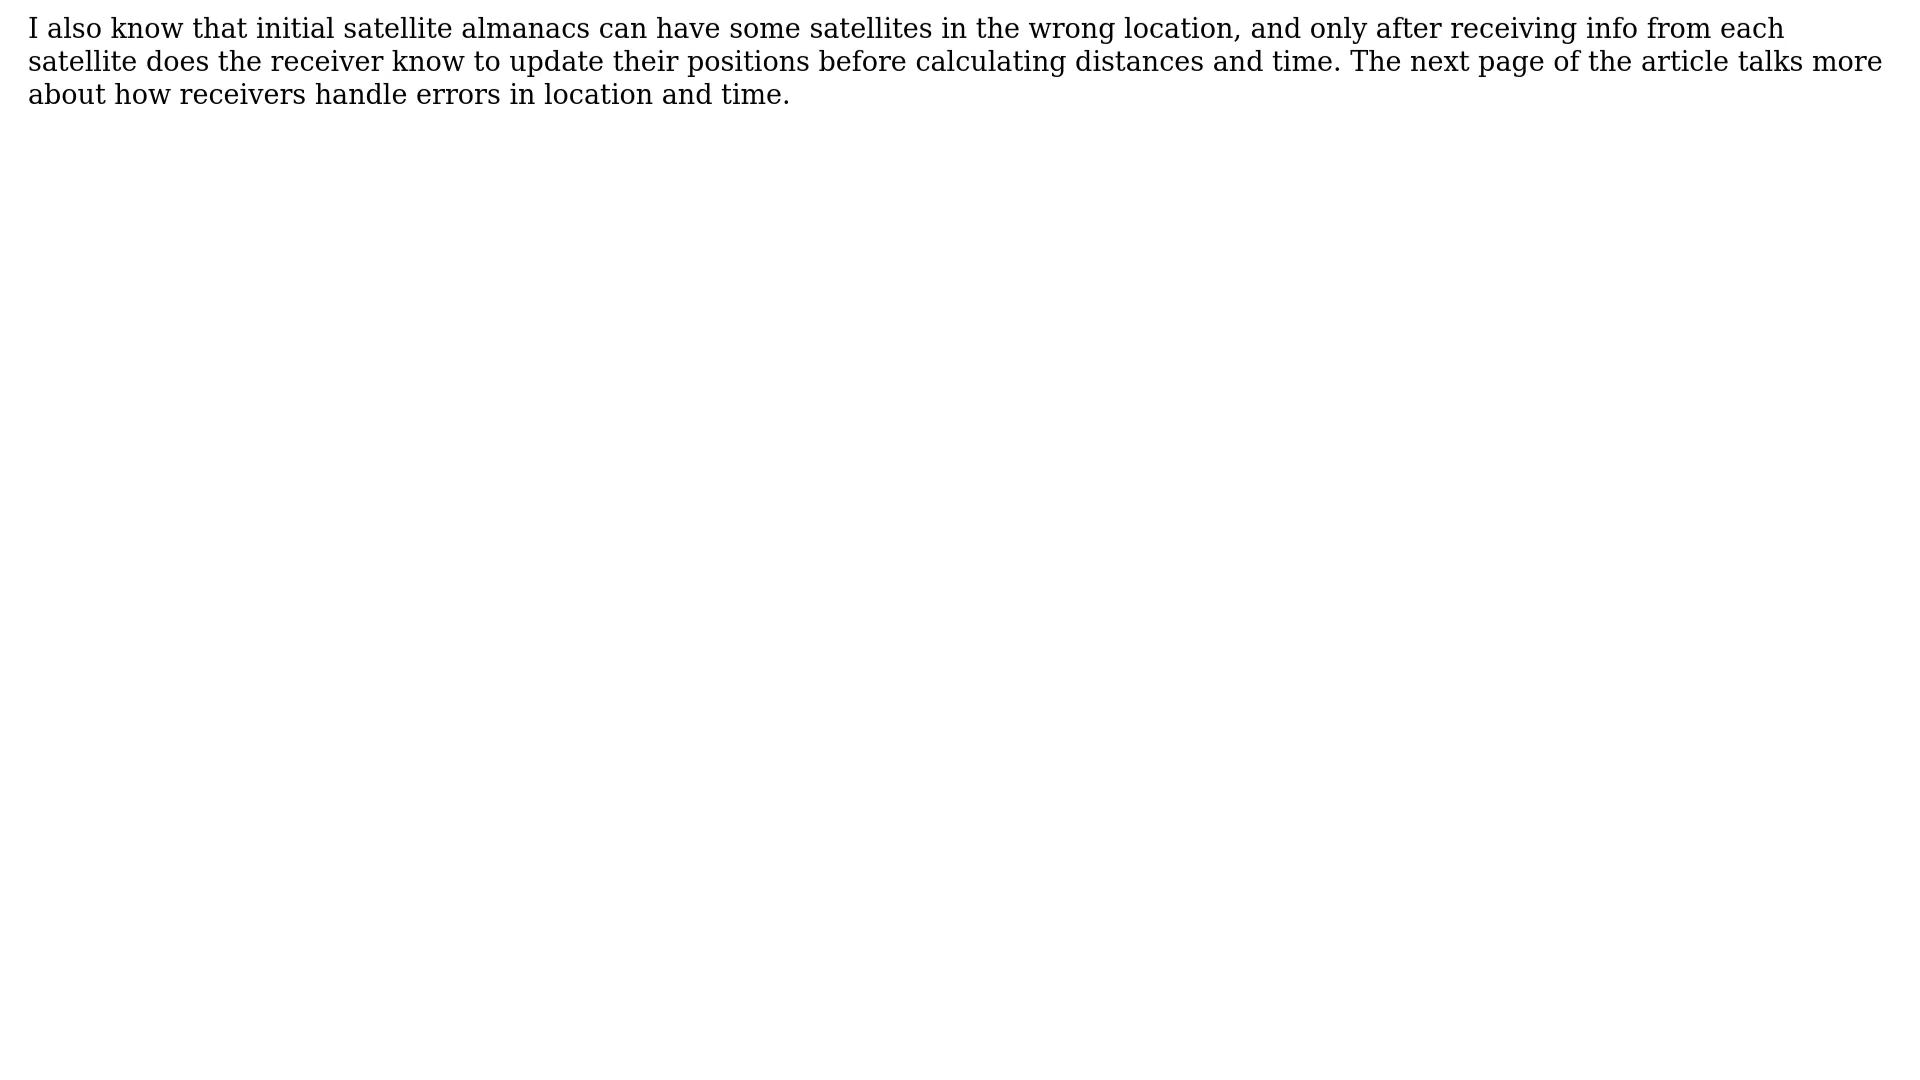 I also know that initial satellite almanacs can have some satellites in the wrong location, and only after receiving info from each
satellite does the receiver know to update their positions before calculating distances and time. The next page of the article talks more
about how receivers handle errors in location and time.